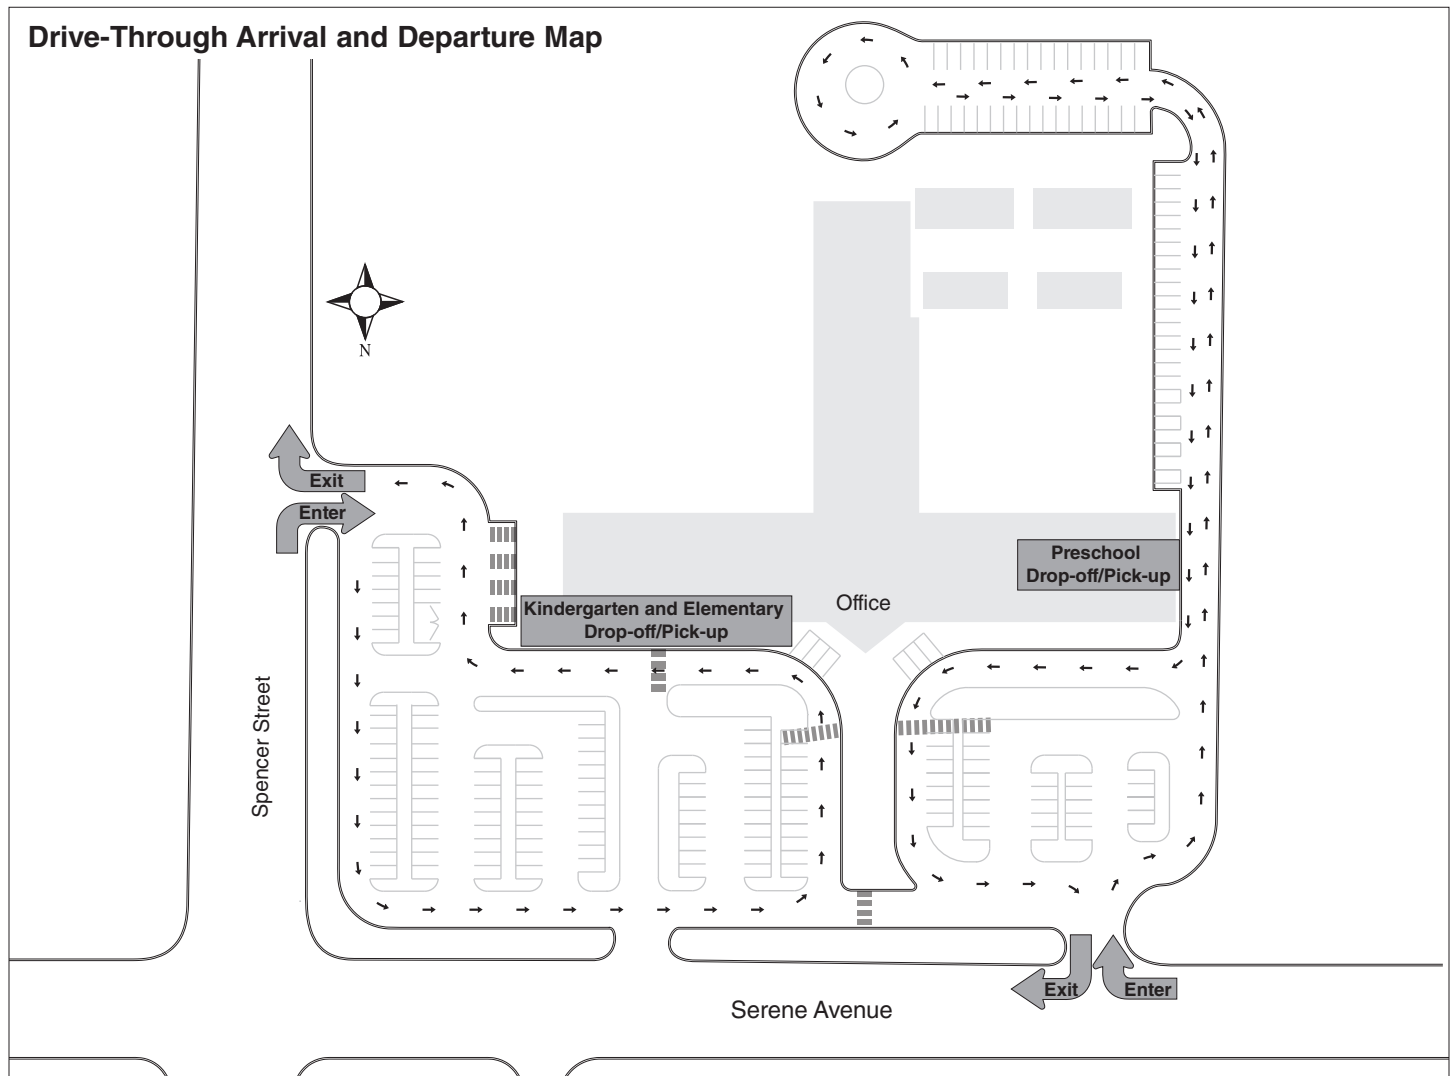 Drive-Through Arrival and Departure Map
N
Exit
Enter
Preschool
Drop-off/Pick-up
Kindergarten and Elementary
Drop-off/Pick-up
Office
Spencer Street
Exit
Enter
Serene Avenue